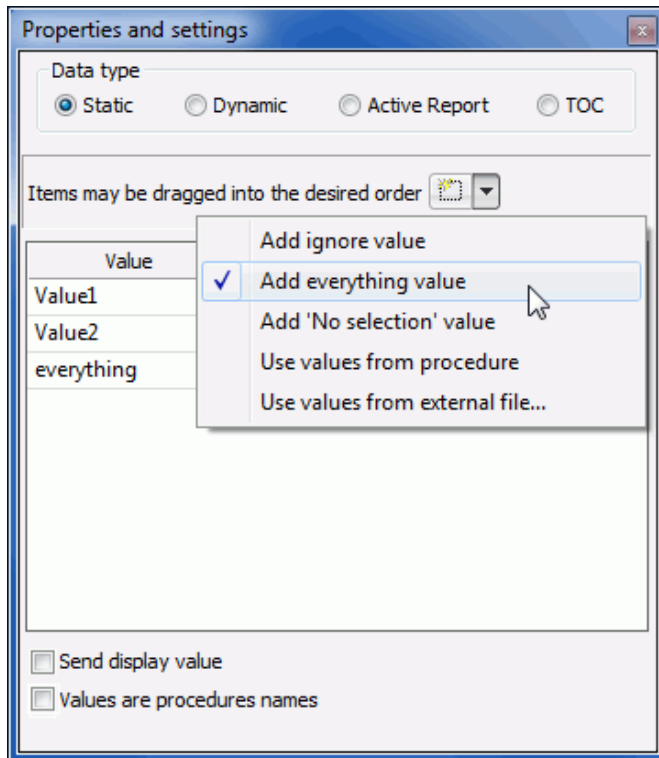 Properties and settings
Data type
Static Dynamic Active Report TOC
Items may be dragged into the desired order
Value
Value1
Value2
everything
Add ignore value
Add everything value
Add 'No selection' value
Use values from procedure
Use values from external file...
Send display value
Values are procedures names